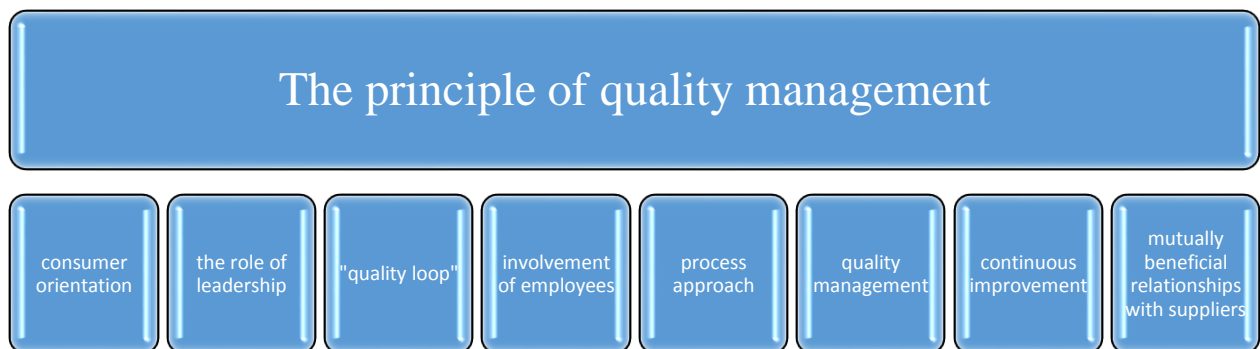 The principle of quality management
consumer
orientation
the role of
leadership
"quality loop"
involvement
of employees
process
approach
quality
management
continuous
improvement
mutually
beneficial
relationships
with suppliers